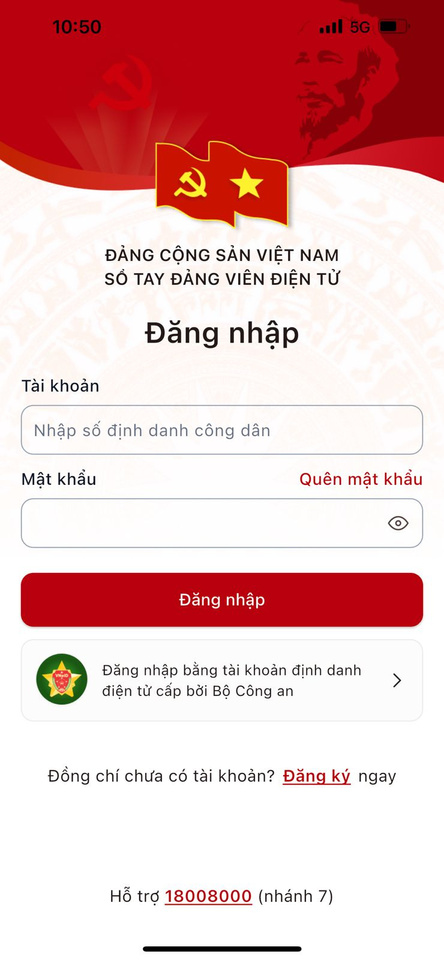 10:50
5G
ĐẢNG CỘNG SẢN VIỆT NAM
SỔ TAY ĐẢNG VIÊN ĐIỆN TỬ
Đăng nhập
Tài khoản
Nhập số định danh công dân
Mật khẩu Quên mật khẩu
Đăng nhập
Đăng nhập bằng tài khoản định danh
điện tử cấp bởi Bộ Công an
Đồng chí chưa có tài khoản? Đăng ký ngay
Hỗ trợ 18008000 (nhánh 7)